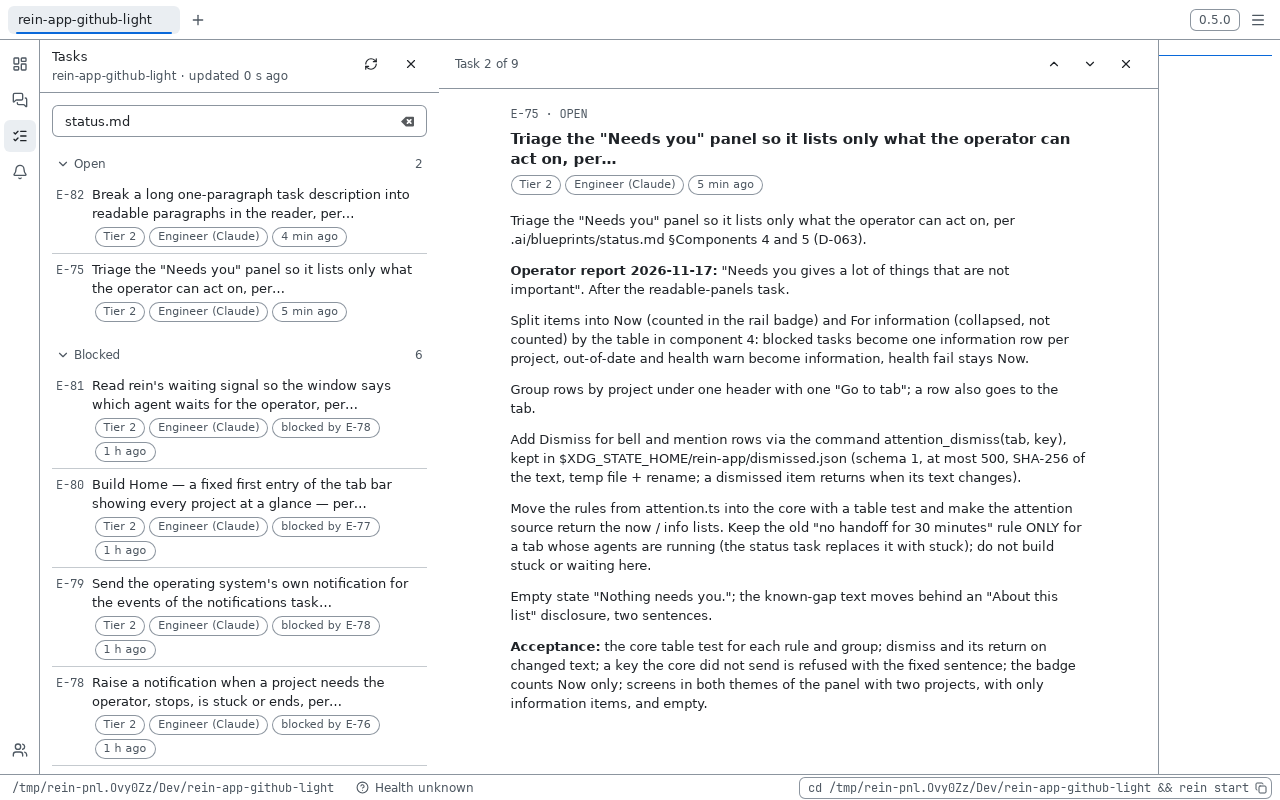 rein-app-github-light
0.5.0
Tasks
rein-app-github-light · updated 0 s ago
status.md
Open 2
E-82 Break a long one-paragraph task description into
readable paragraphs in the reader, per…
Tier 2 Engineer (Claude) 4 min ago
E-75 Triage the "Needs you" panel so it lists only what
the operator can act on, per…
Tier 2 Engineer (Claude) 5 min ago
Blocked 6
E-81 Read rein's waiting signal so the window says
which agent waits for the operator, per…
Tier 2 Engineer (Claude) blocked by E-78
1 h ago
E-80 Build Home — a fixed first entry of the tab bar
showing every project at a glance — per…
Tier 2 Engineer (Claude) blocked by E-77
1 h ago
E-79 Send the operating system's own notification for
the events of the notifications task…
Tier 2 Engineer (Claude) blocked by E-78
1 h ago
E-78 Raise a notification when a project needs the
operator, stops, is stuck or ends, per…
Tier 2 Engineer (Claude) blocked by E-76
1 h ago
Task 2 of 9
E-75 · OPEN
Triage the "Needs you" panel so it lists only what the operator can
act on, per…
Tier 2 Engineer (Claude) 5 min ago
Triage the "Needs you" panel so it lists only what the operator can act on, per
.ai/blueprints/status.md §Components 4 and 5 (D-063).
Operator report 2026-11-17: "Needs you gives a lot of things that are not
important". After the readable-panels task.
Split items into Now (counted in the rail badge) and For information (collapsed, not
counted) by the table in component 4: blocked tasks become one information row per
project, out-of-date and health warn become information, health fail stays Now.
Group rows by project under one header with one "Go to tab"; a row also goes to the
tab.
Add Dismiss for bell and mention rows via the command attention_dismiss(tab, key),
kept in $XDG_STATE_HOME/rein-app/dismissed.json (schema 1, at most 500, SHA-256 of
the text, temp file + rename; a dismissed item returns when its text changes).
Move the rules from attention.ts into the core with a table test and make the attention
source return the now / info lists. Keep the old "no handoff for 30 minutes" rule ONLY for
a tab whose agents are running (the status task replaces it with stuck); do not build
stuck or waiting here.
Empty state "Nothing needs you."; the known-gap text moves behind an "About this
list" disclosure, two sentences.
Acceptance: the core table test for each rule and group; dismiss and its return on
changed text; a key the core did not send is refused with the fixed sentence; the badge
counts Now only; screens in both themes of the panel with two projects, with only
information items, and empty.
/tmp/rein-pnl.Ovy0Zz/Dev/rein-app-github-light Health unknown cd /tmp/rein-pnl.Ovy0Zz/Dev/rein-app-github-light && rein start